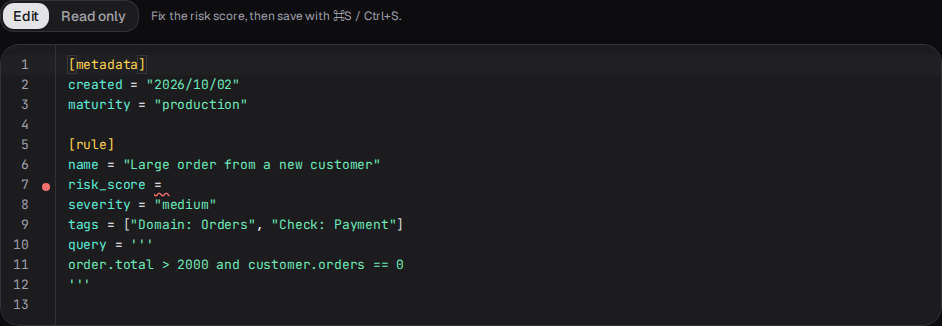 Edit Read only Fix the risk score, then save with ⌘S / Ctrl+S.
1 [metadata]
2 created = "2026/10/02"
3 maturity = "production"
4
5 [rule]
6 name = "Large order from a new customer"
7 risk_score =
8 severity = "medium"
9 tags = ["Domain: Orders", "Check: Payment"]
10 query = '''
11 order.total > 2000 and customer.orders == 0
12 '''
13